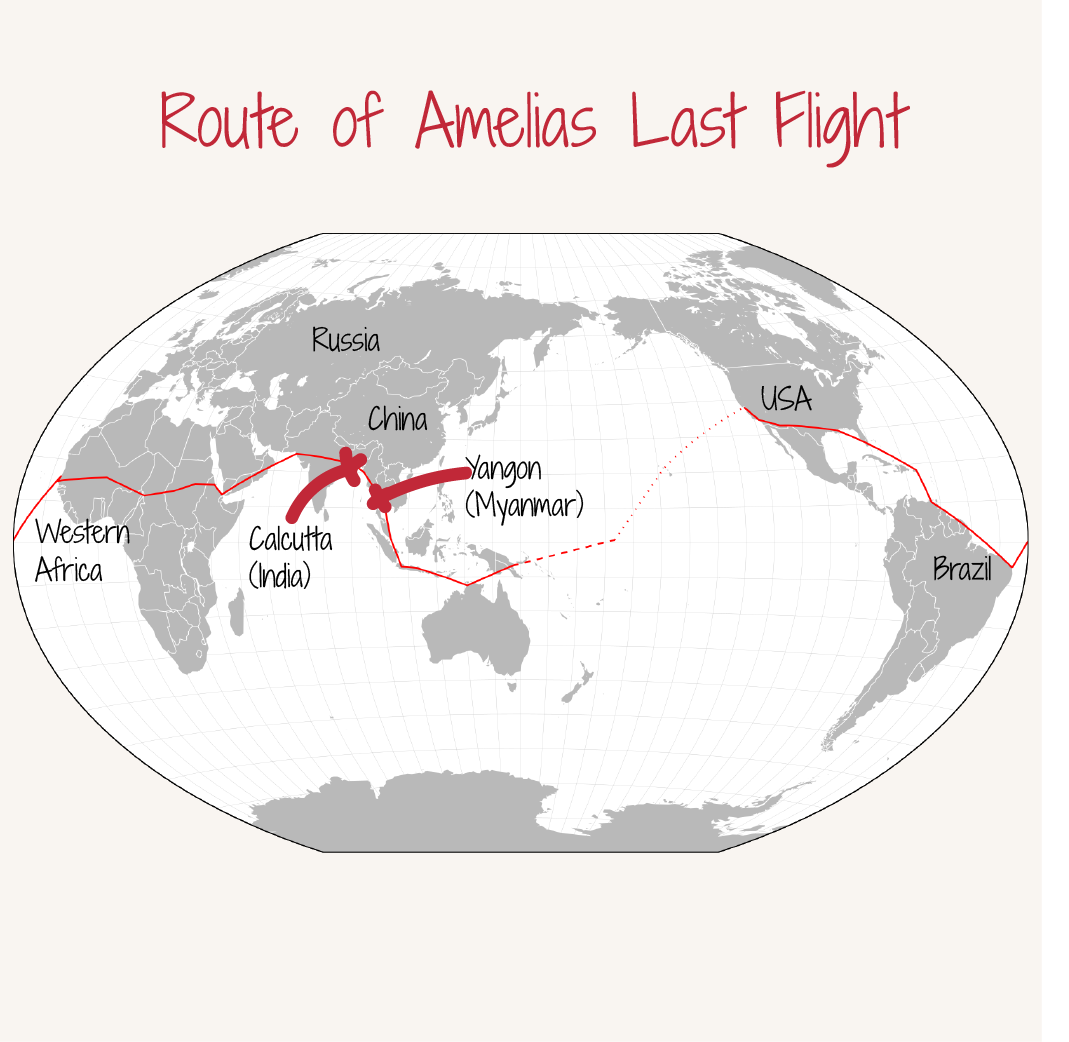 Route of Amelias Last Flight
Russia
USA
China
Yangon
(Myanmar)
Western
Africa
Calcutta
(India)
Brazil